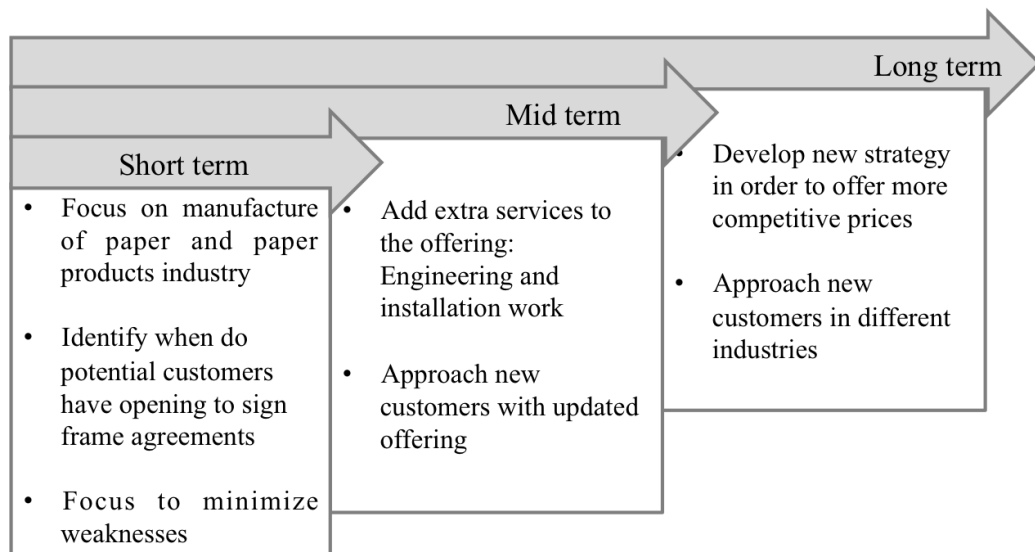 Long term
Mid term
Short term
• Focus on manufacture
of paper and paper
products industry
• Identify when do
potential customers
have opening to sign
frame agreements
• Focus to minimize
weaknesses
• Add extra services to
the offering:
Engineering and
installation work
• Approach new
customers with updated
offering
• Develop new strategy
in order to offer more
competitive prices
• Approach new
customers in different
industries